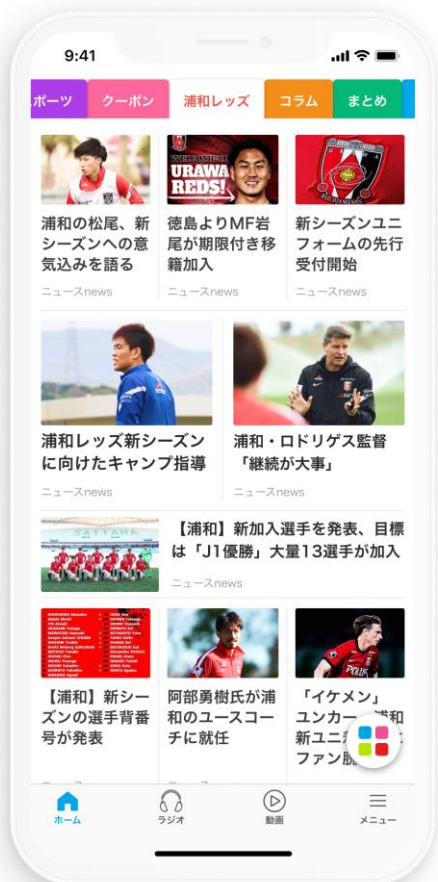 9:41
ポーツ
クーポン
浦和レッズ
コラム
まとめ
WELCOME TO
URAWA
REDS!
浦和の松尾、新
シーズンへの意
気込みを語る
ニュースnews
徳島よりMF岩
尾が期限付き移
籍加入
ニュースnews
新シーズンユニ
フォームの先行
受付開始
ニュースnews
浦和レッズ新シーズン
に向けたキャンプ指導
ニュースnews
浦和・ロドリゲス監督
「継続が大事」
ニュースnews
SAITAMA
【浦和】新加入選手を発表、目標
は「J1優勝」大量13選手が加入
ニュースnews
【浦和】新シー
ズンの選手背番
号が発表
阿部勇樹氏が浦
和のユースコー
チに就任
POLUS
「イケメン」
ユンカー
浦和
新ユニ
ファン脱
ホーム
ラジオ
動画
メニュー